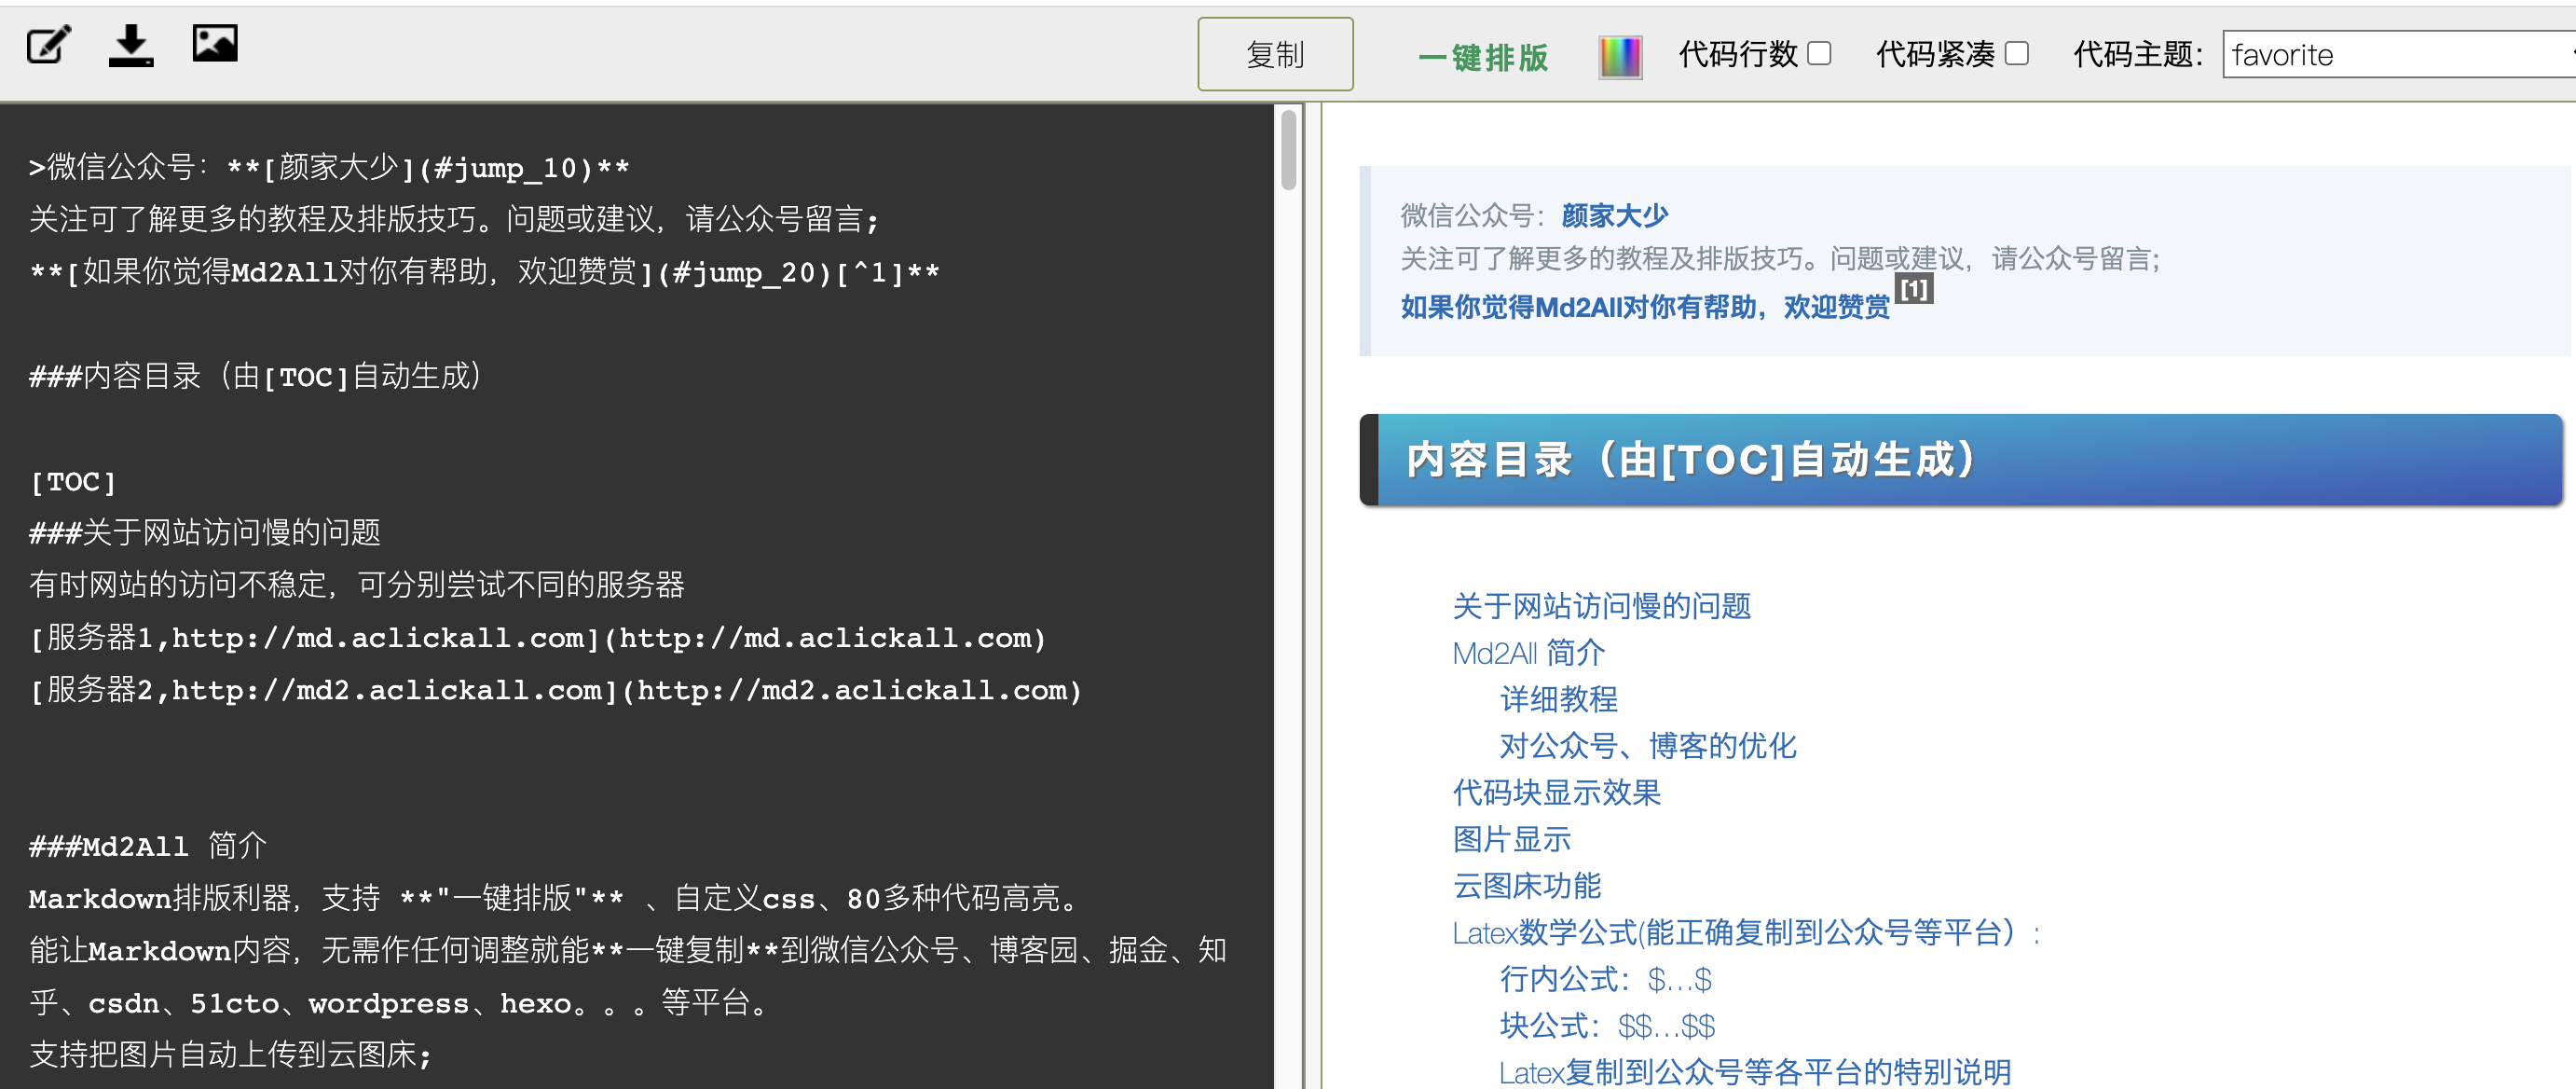 复制
一键排版
代码行数
代码紧凑
代码主题:
favorite
>微信公众号：**[颜家大少](#jump_10)**
关注可了解更多的教程及排版技巧。问题或建议，请公众号留言;
**[如果你觉得Md2All对你有帮助，欢迎赞赏](#jump_20)[^1]**
###内容目录（由[TOC]自动生成）
[TOC]
###关于网站访问慢的问题
有时网站的访问不稳定，可分别尝试不同的服务器
[服务器1,http://md.aclickall.com](http://md.aclickall.com)
[服务器2,http://md2.aclickall.com](http://md2.aclickall.com)
###Md2All 简介
Markdown排版利器，支持 **"一键排版"** 、自定义css、80多种代码高亮。
能让Markdown内容，无需作任何调整就能**一键复制**到微信公众号、博客园、掘金、知
乎、csdn、51cto、wordpress、hexo。。。等平台。
支持把图片自动上传到云图床;
微信公众号：颜家大少
关注可了解更多的教程及排版技巧。问题或建议，请公众号留言;
如果你觉得Md2All对你有帮助，欢迎赞赏[1]
内容目录（由[TOC]自动生成）
关于网站访问慢的问题
Md2All 简介
详细教程
对公众号、博客的优化
代码块显示效果
图片显示
云图床功能
Latex数学公式(能正确复制到公众号等平台）:
行内公式：$...$
块公式：$$...$$
Latex复制到公众号等各平台的特别说明